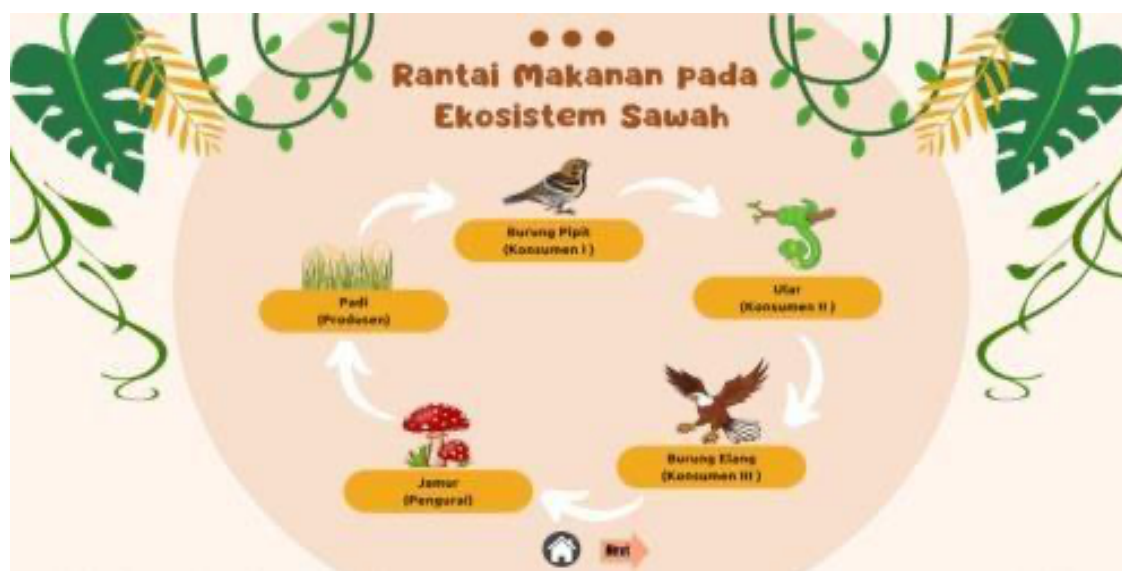 Rantai Makanan pada
Ekosistem Sawah
Burung Pipit
(Konsumen I )
Ular
(Konsumen II )
Burung Elang
(Konsumen III )
Jamur
(Pengurai)
Padi
(Produsen)
Next